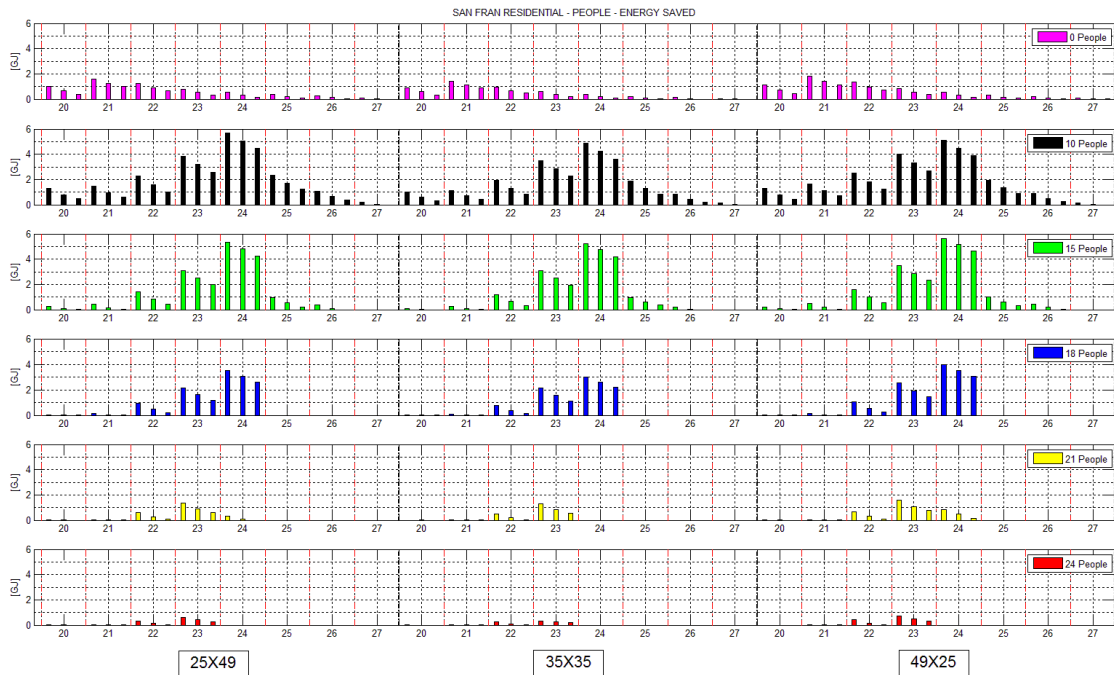 SAN FRAN RESIDENTIAL - PEOPLE - ENERGY SAVED
6
4
2
0
[GJ]
0 People
20 21 22 23 24 25 26 27 20 21 22 23 24 25 26 27 20 21 22 23 24 25 26 27
6
4
2
0
[GJ]
10 People
20 21 22 23 24 25 26 27 20 21 22 23 24 25 26 27 20 21 22 23 24 25 26 27
6
4
2
0
[GJ]
15 People
20 21 22 23 24 25 26 27 20 21 22 23 24 25 26 27 20 21 22 23 24 25 26 27
6
4
2
0
[GJ]
18 People
20 21 22 23 24 25 26 27 20 21 22 23 24 25 26 27 20 21 22 23 24 25 26 27
6
4
2
0
[GJ]
21 People
20 21 22 23 24 25 26 27 20 21 22 23 24 25 26 27 20 21 22 23 24 25 26 27
6
4
2
0
[GJ]
24 People
20 21 22 23 24 25 26 27 20 21 22 23 24 25 26 27 20 21 22 23 24 25 26 27
25X49 35X35 49X25